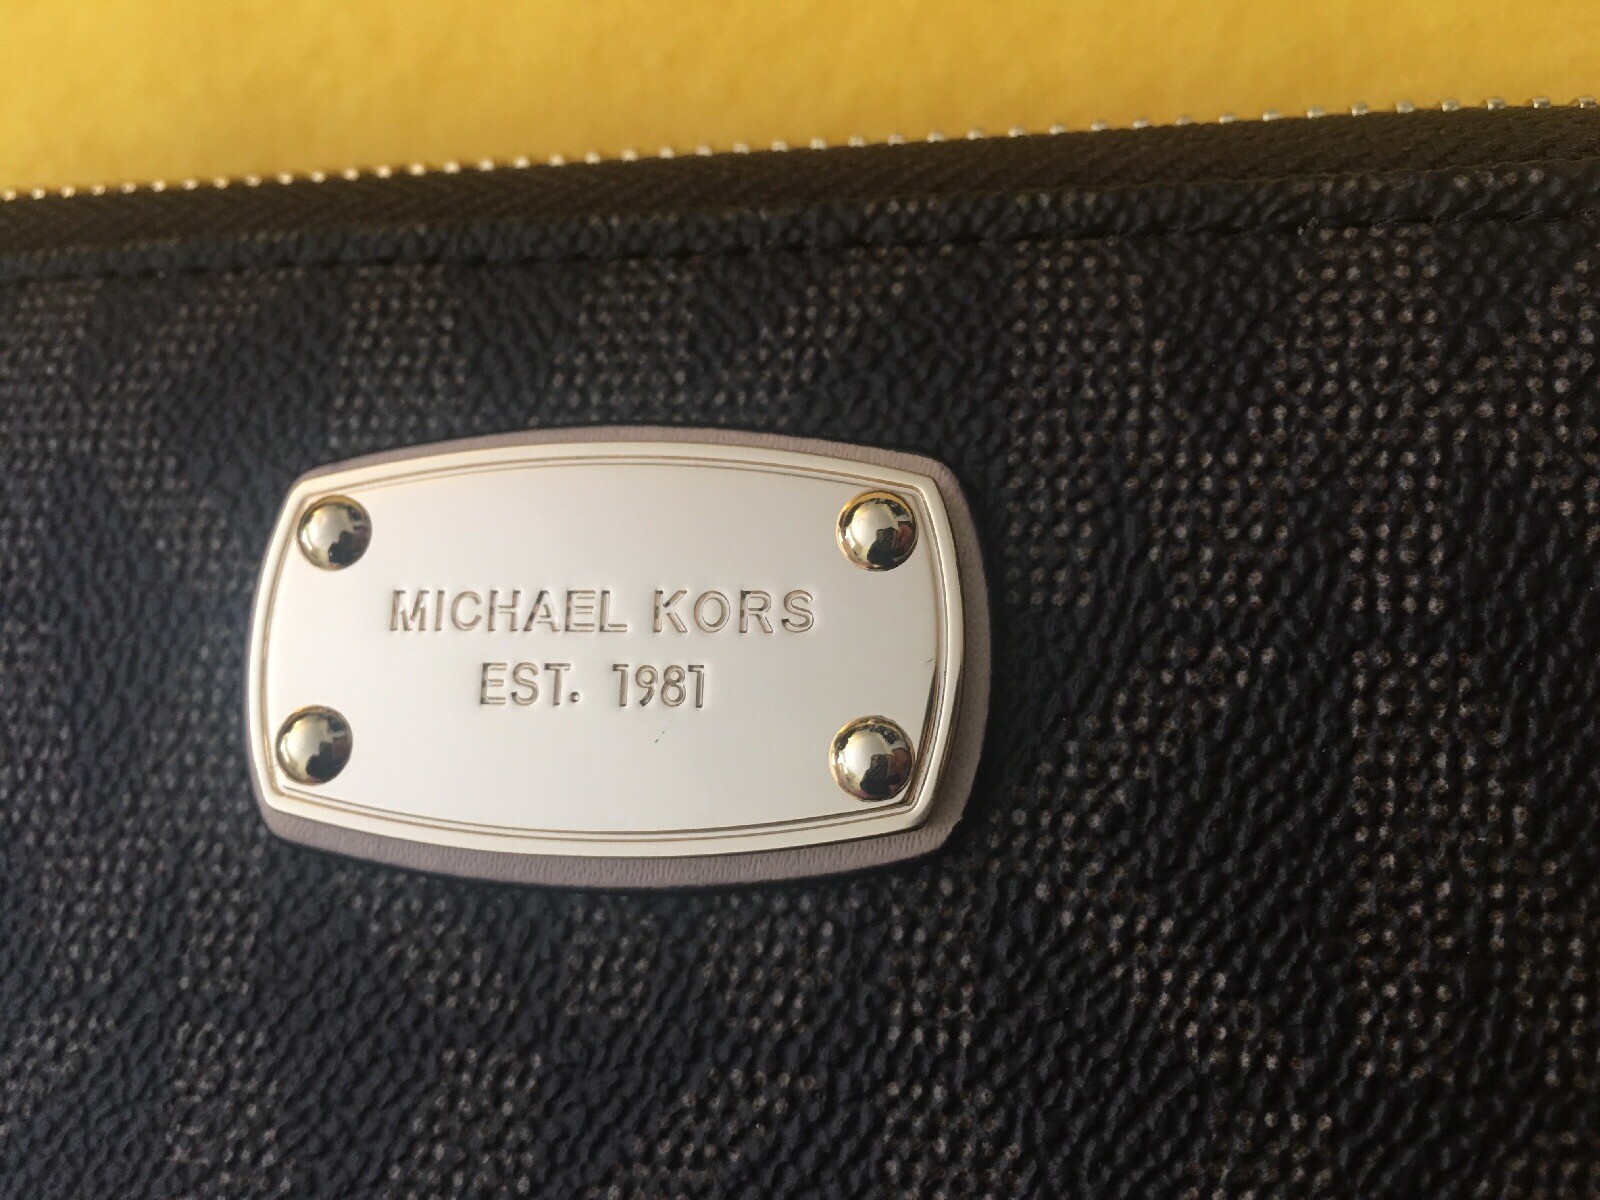 MICHAEL KORS
EST. 1981